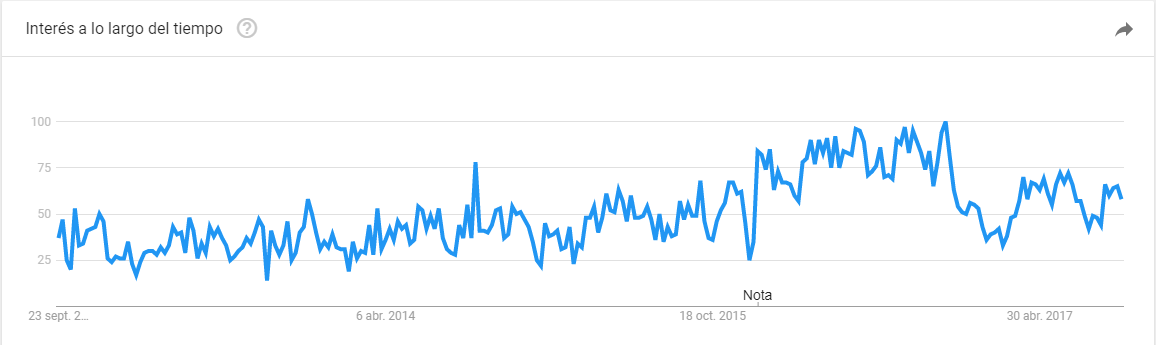 Interés a lo largo del tiempo
100
75
50
25
Nota
23 sept. 2...
6 abr. 2014
18 oct. 2015
30 abr. 2017